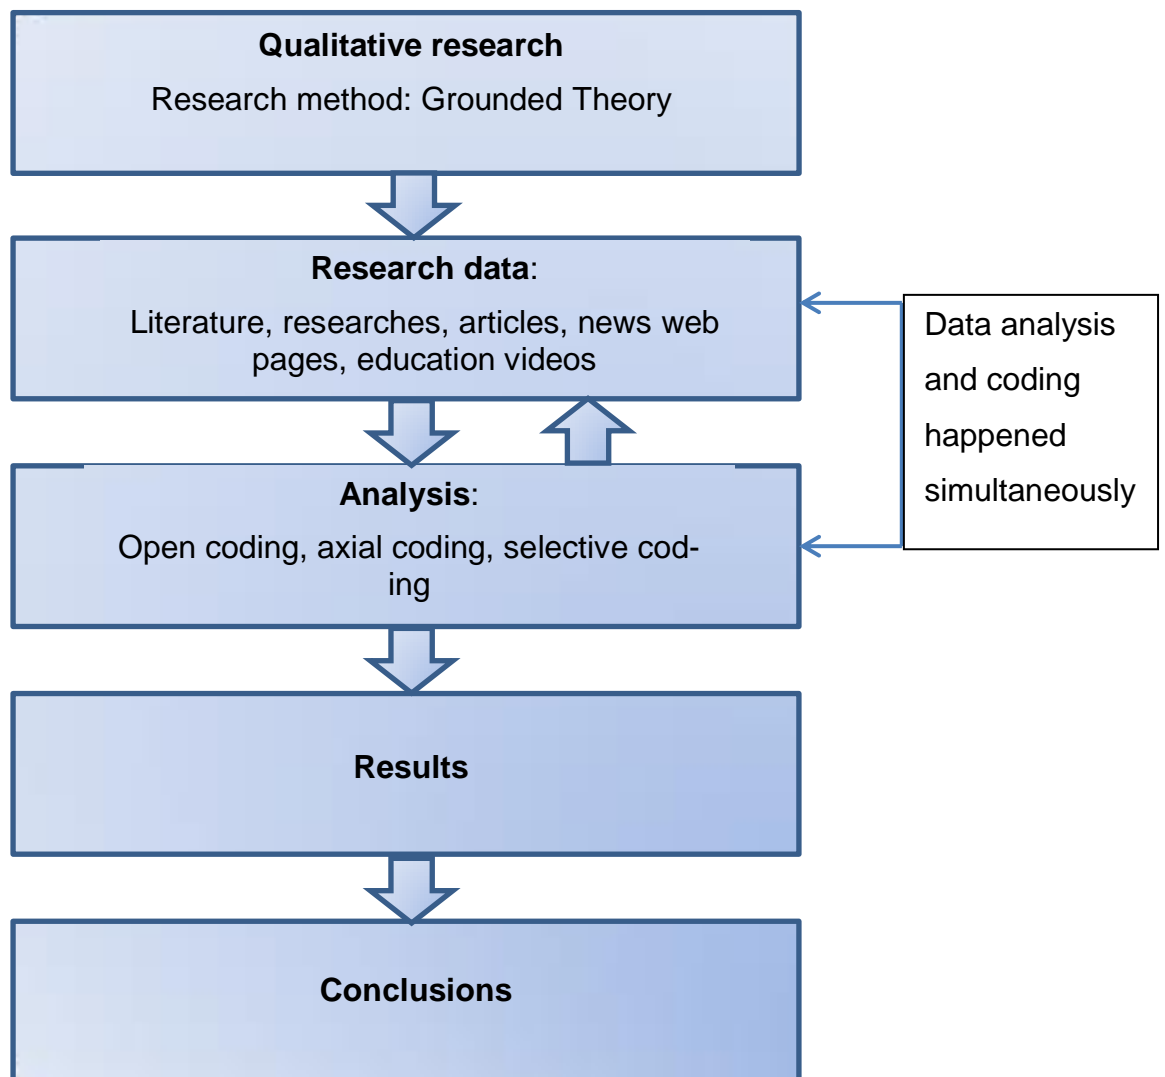 Qualitative research
Research method: Grounded Theory
Research data:
Literature, researches, articles, news web
pages, education videos
Data analysis
and coding
happened
simultaneously
Analysis:
Open coding, axial coding, selective cod-
ing
Results
Conclusions